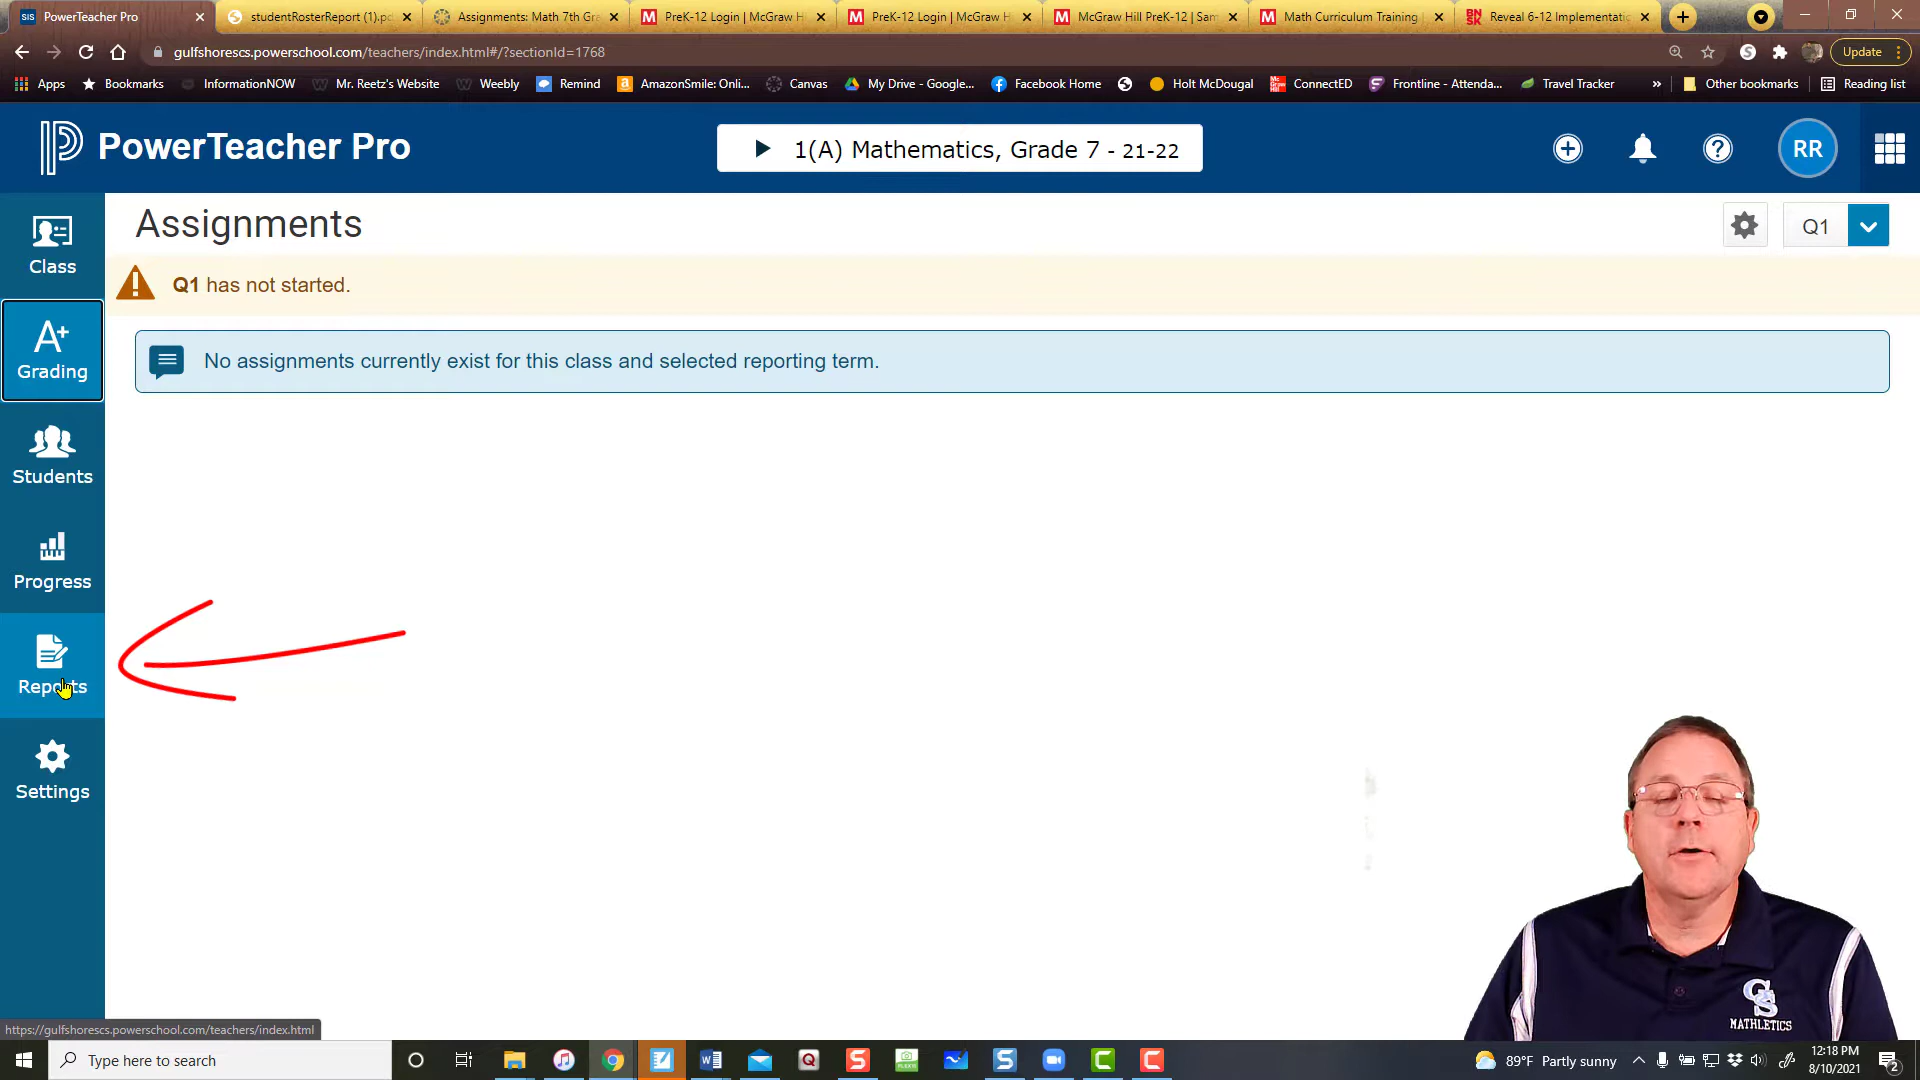 SIS PowerTeacher Pro
studentRosterReport (1).pd
Assignments: Math 7th Gra
PreK-12 Login | McGraw H
PreK-12 Login | McGraw H
McGraw Hill PreK-12 | Sam
Math Curriculum Training
Reveal 6-12 Implementatio
gulfshorescs.powerschool.com/teachers/index.html#/?sectionId=1768
Update
Apps
Bookmarks
InformationNOW
Mr. Reetz's Website
Weebly
Remind
AmazonSmile: Onli...
Canvas
My Drive - Google...
Facebook Home
Holt McDougal
ConnectED
Frontline - Attenda...
Travel Tracker
»
Other bookmarks
Reading list
PowerTeacher Pro
1(A) Mathematics, Grade 7 - 21-22
RR
Class
Grading
Students
Progress
Reports
Settings
Assignments
Q1
Q1 has not started.
No assignments currently exist for this class and selected reporting term.
MATHLETICS
https://gulfshorescs.powerschool.com/teachers/index.html
Type here to search
89°F Partly sunny
12:18 PM
8/10/2021
2